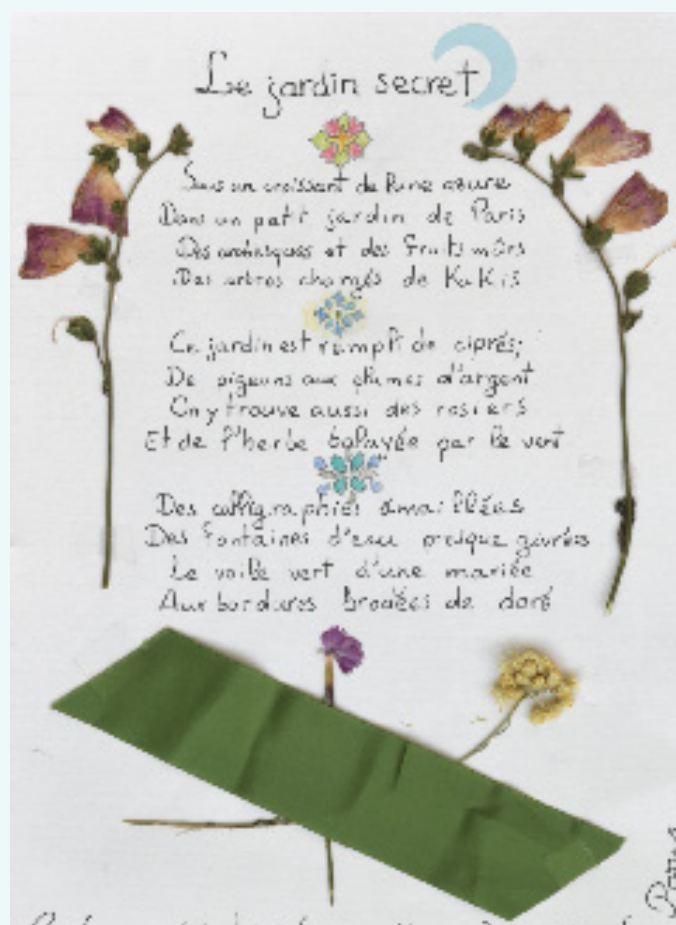 Le jardin secret
Sous un croissant de lune azure
Dans un petit jardin de Paris
Des arabesques et des fruits mûrs
Des arbres chargés de Kakis
Ce jardin est rempli de ciprés;
De pigeons aux plumes d'argent
On y trouve aussi des rosiers
Et de l'herbe balayée par le vent
Des calligraphies émaillées
Des fontaines d'eau presque givrées
Le voile vert d'une mariée
Aux bordures brodées de doré